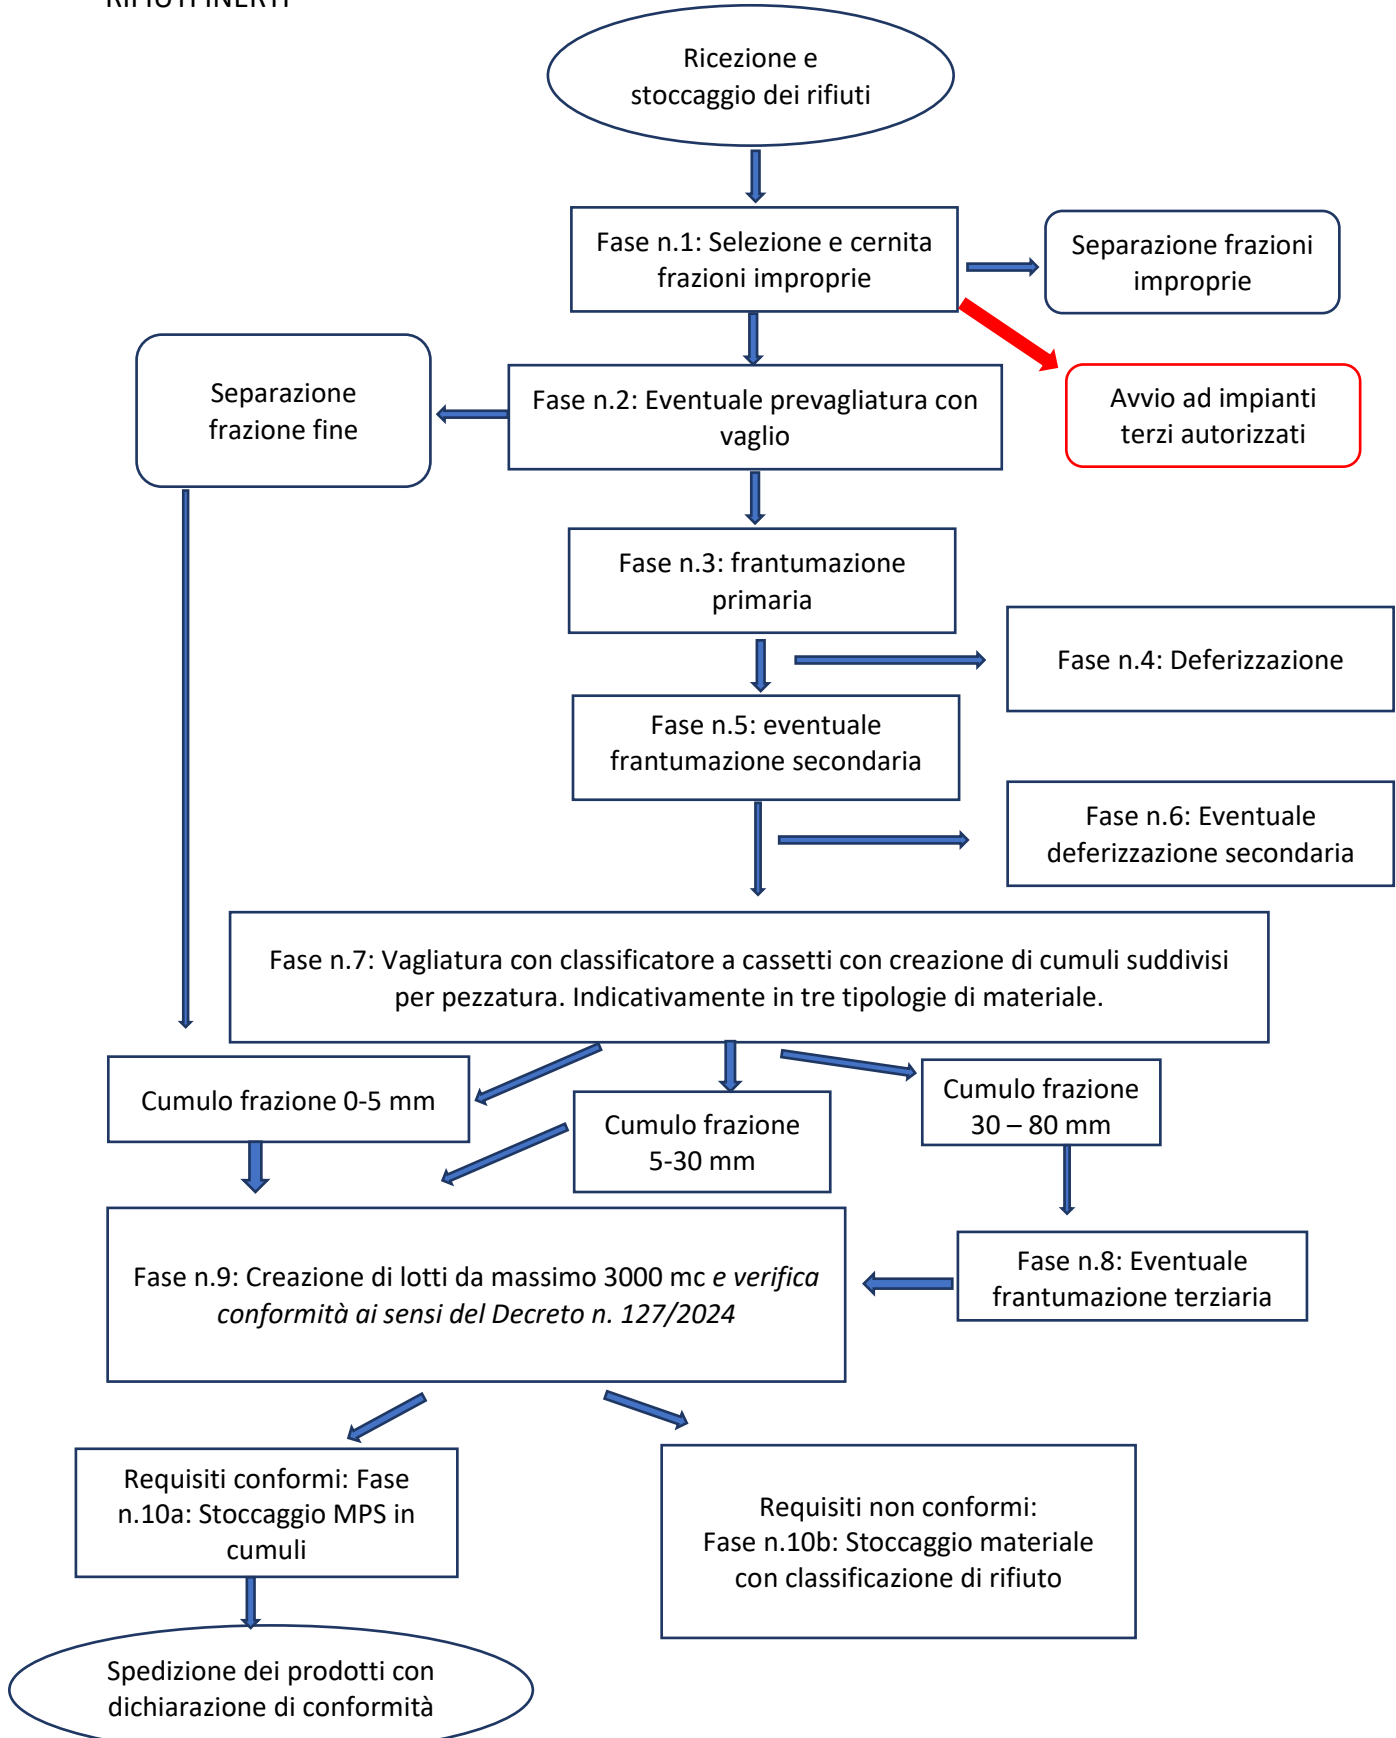 RIFIUTI INERTI
Ricezione e
stoccaggio dei rifiuti
Fase n.1: Selezione e cernita
frazioni improprie
Separazione frazioni
improprie
Separazione
frazione fine
Fase n.2: Eventuale prevagliatura con
vaglio
Avvio ad impianti
terzi autorizzati
Fase n.3: frantumazione
primaria
Fase n.4: Deferizzazione
Fase n.5: eventuale
frantumazione secondaria
Fase n.6: Eventuale
deferizzazione secondaria
Fase n.7: Vagliatura con classificatore a cassetti con creazione di cumuli suddivisi
per pezzatura. Indicativamente in tre tipologie di materiale.
Cumulo frazione 0-5 mm
Cumulo frazione
5-30 mm
Cumulo frazione
30 – 80 mm
Fase n.9: Creazione di lotti da massimo 3000 mc e verifica
conformità ai sensi del Decreto n. 127/2024
Fase n.8: Eventuale
frantumazione terziaria
Requisiti conformi: Fase
n.10a: Stoccaggio MPS in
cumuli
Requisiti non conformi:
Fase n.10b: Stoccaggio materiale
con classificazione di rifiuto
Spedizione dei prodotti con
dichiarazione di conformità